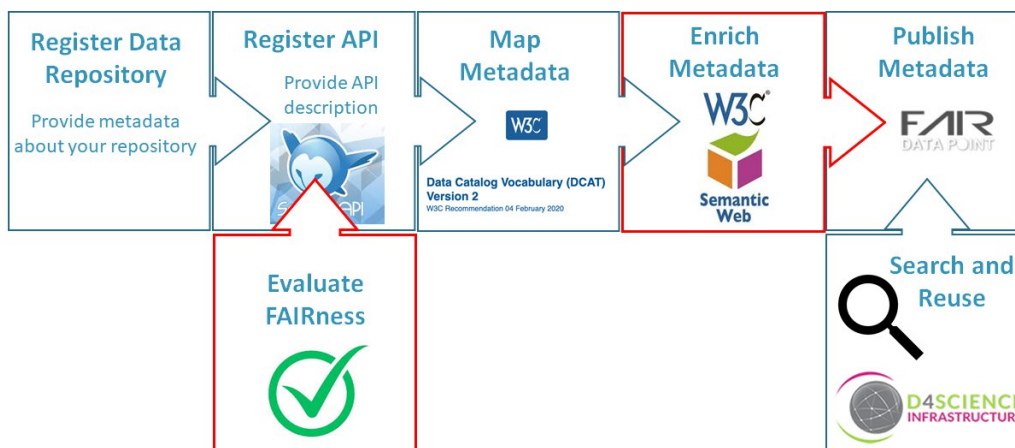 Register Data
Repository
Provide metadata
about your repository
Register API
Provide API
description
Map
Metadata
W3C
Data Catalog Vocabulary (DCAT)
Version 2
W3C Recommendation 04 February 2020
Enrich
Metadata
W3C®
Semantic
Web
Publish
Metadata
FAIR
DATA POINT
Evaluate
FAIRness
Search and
Reuse
D4SCIENCE
INFRASTRUCTURE